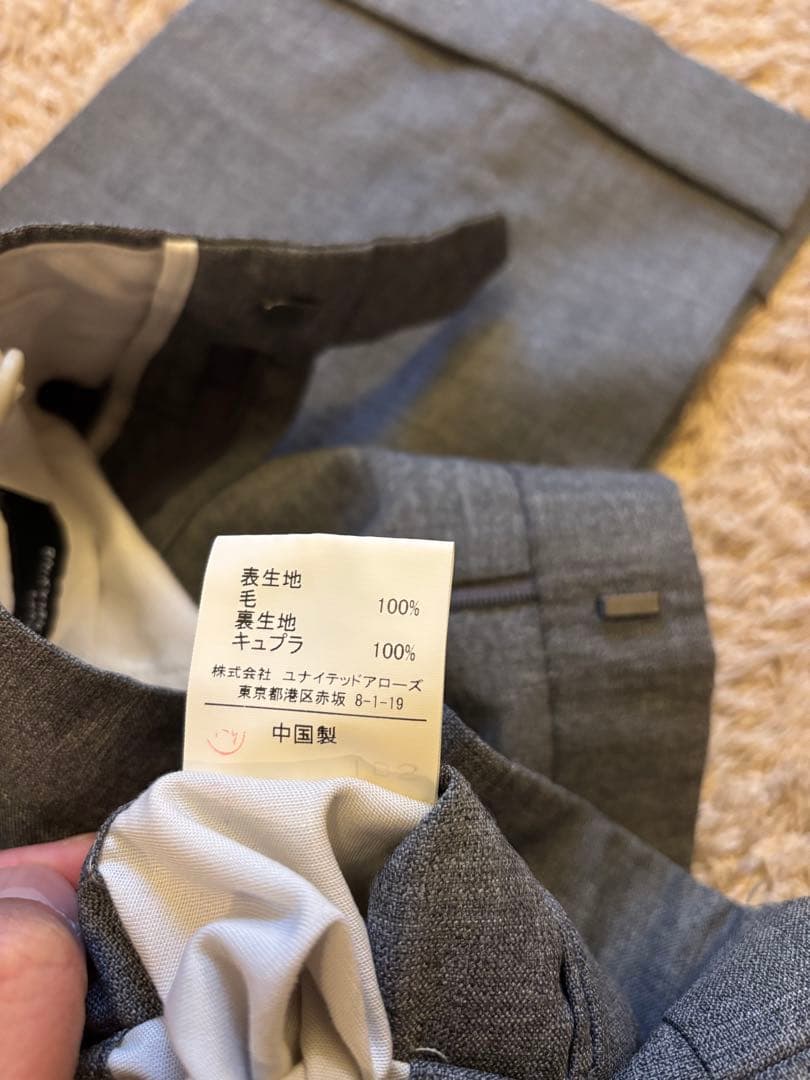 表生地
毛 100%
裏生地
キュプラ 100%
株式会社 ユナイテッドアローズ
東京都港区赤坂 8-1-19
中国製